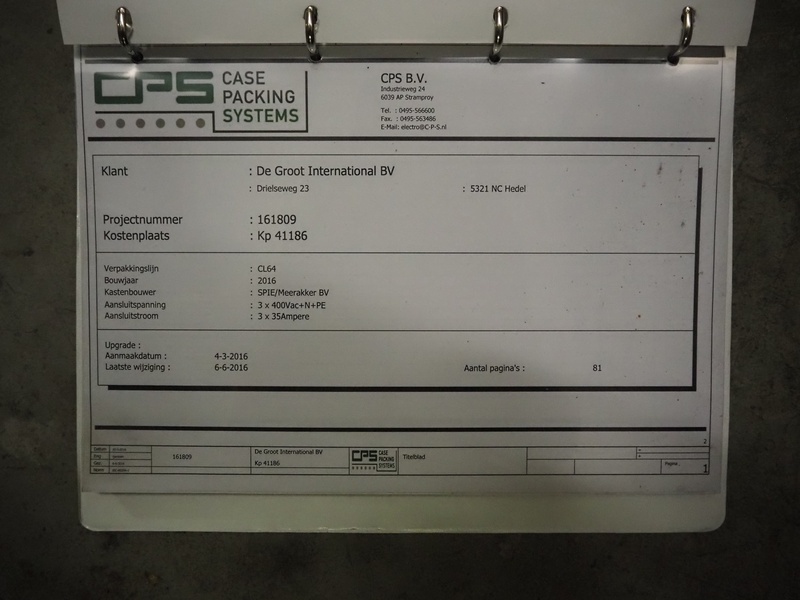 CPS CASE
PACKING
SYSTEMS
CPS B.V.
Industrieweg 24
6039 AP Stramproy
Tel. : 0495-566600
Fax. : 0495-563486
E-Mail: electro@C-P-S.nl
Klant : De Groot International BV
: Drielseweg 23 : 5321 NC Hedel
Projectnummer : 161809
Kostenplaats : Kp 41186
Verpakkingslijn : CL64
Bouwjaar : 2016
Kastenbouwer : SPIE/Meerakker BV
Aansluitspanning : 3 x 400Vac+N+PE
Aansluitstroom : 3 x 35Ampere
Upgrade :
Aanmaakdatum : 4-3-2016
Laatste wijziging : 6-6-2016 Aantal pagina's : 81
2
161809 De Groot International BV
Kp 41186
CPS CASE
PACKING
SYSTEMS
Titelblad
Pagina 1